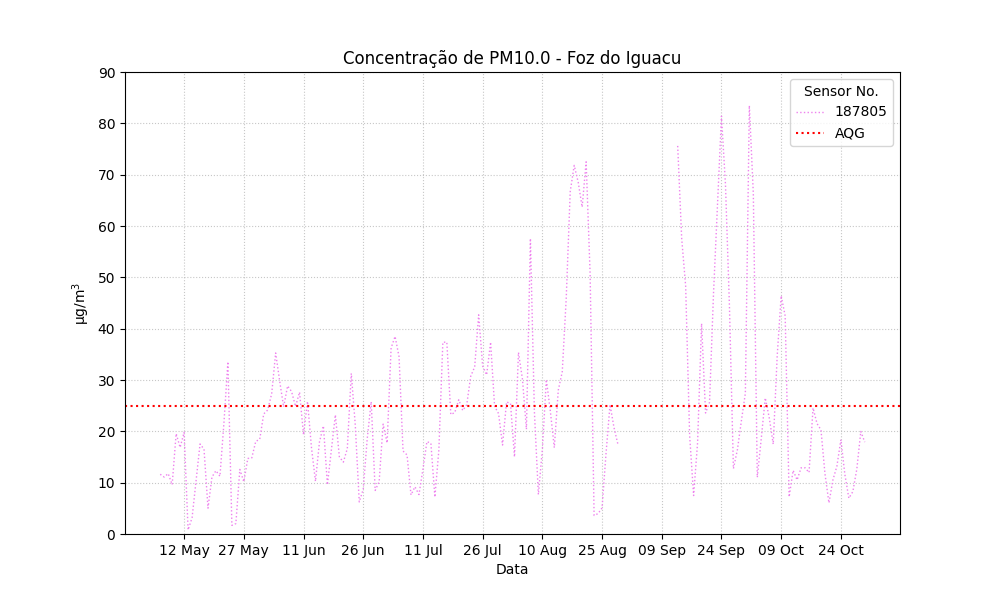 Concentração de PM10.0 - Foz do Iguacu
Sensor No.
187805
AQG
µg/m³
90
80
70
60
50
40
30
20
10
0
12 May 27 May 11 Jun 26 Jun 11 Jul 26 Jul 10 Aug 25 Aug 09 Sep 24 Sep 09 Oct 24 Oct
Data